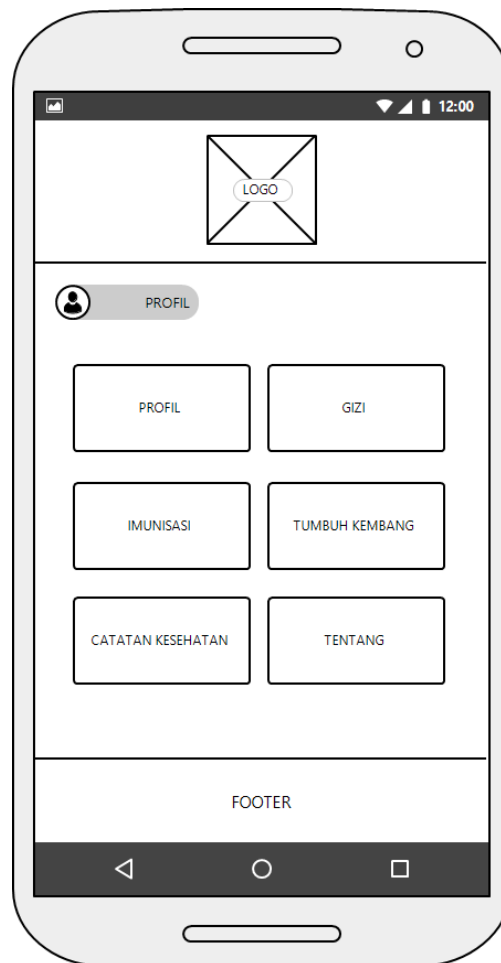 12:00
LOGO
PROFIL
PROFIL
GIZI
IMUNISASI
TUMBUH KEMBANG
CATATAN KESEHATAN
TENTANG
FOOTER